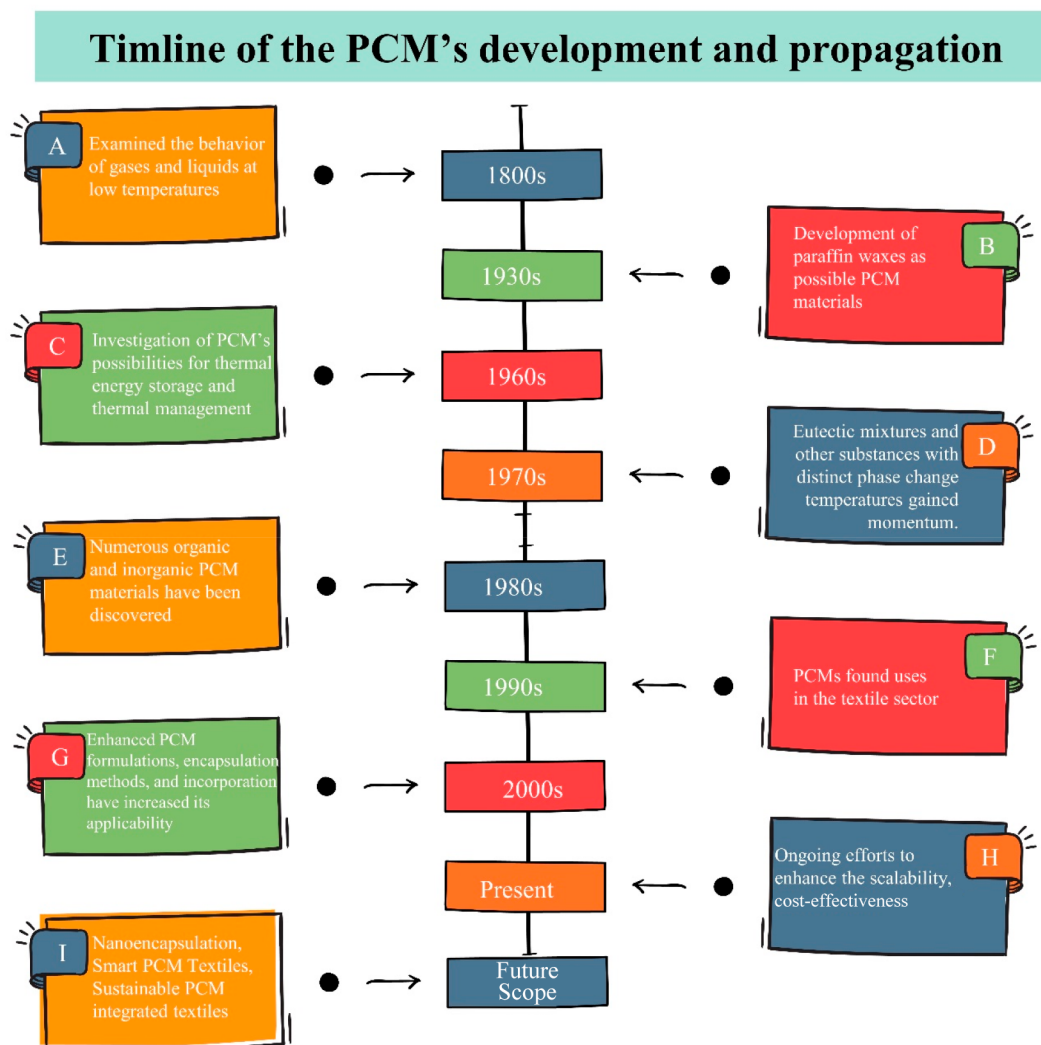 Timline of the PCM's development and propagation
A
Examined the behavior
of gases and liquids at
low temperatures
1800s
B
Development of
paraffin waxes as
possible PCM
materials
1930s
C
Investigation of PCM's
possibilities for thermal
energy storage and
thermal management
1960s
D
Eutectic mixtures and
other substances with
distinct phase change
temperatures gained
momentum.
1970s
E
Numerous organic
and inorganic PCM
materials have been
discovered
1980s
F
PCMs found uses
in the textile sector
1990s
G
Enhanced PCM
formulations, encapsulation
methods, and incorporation
have increased its
applicability
2000s
H
Ongoing efforts to
enhance the scalability,
cost-effectiveness
Present
I
Nanoencapsulation,
Smart PCM Textiles,
Sustainable PCM
integrated textiles
Future
Scope